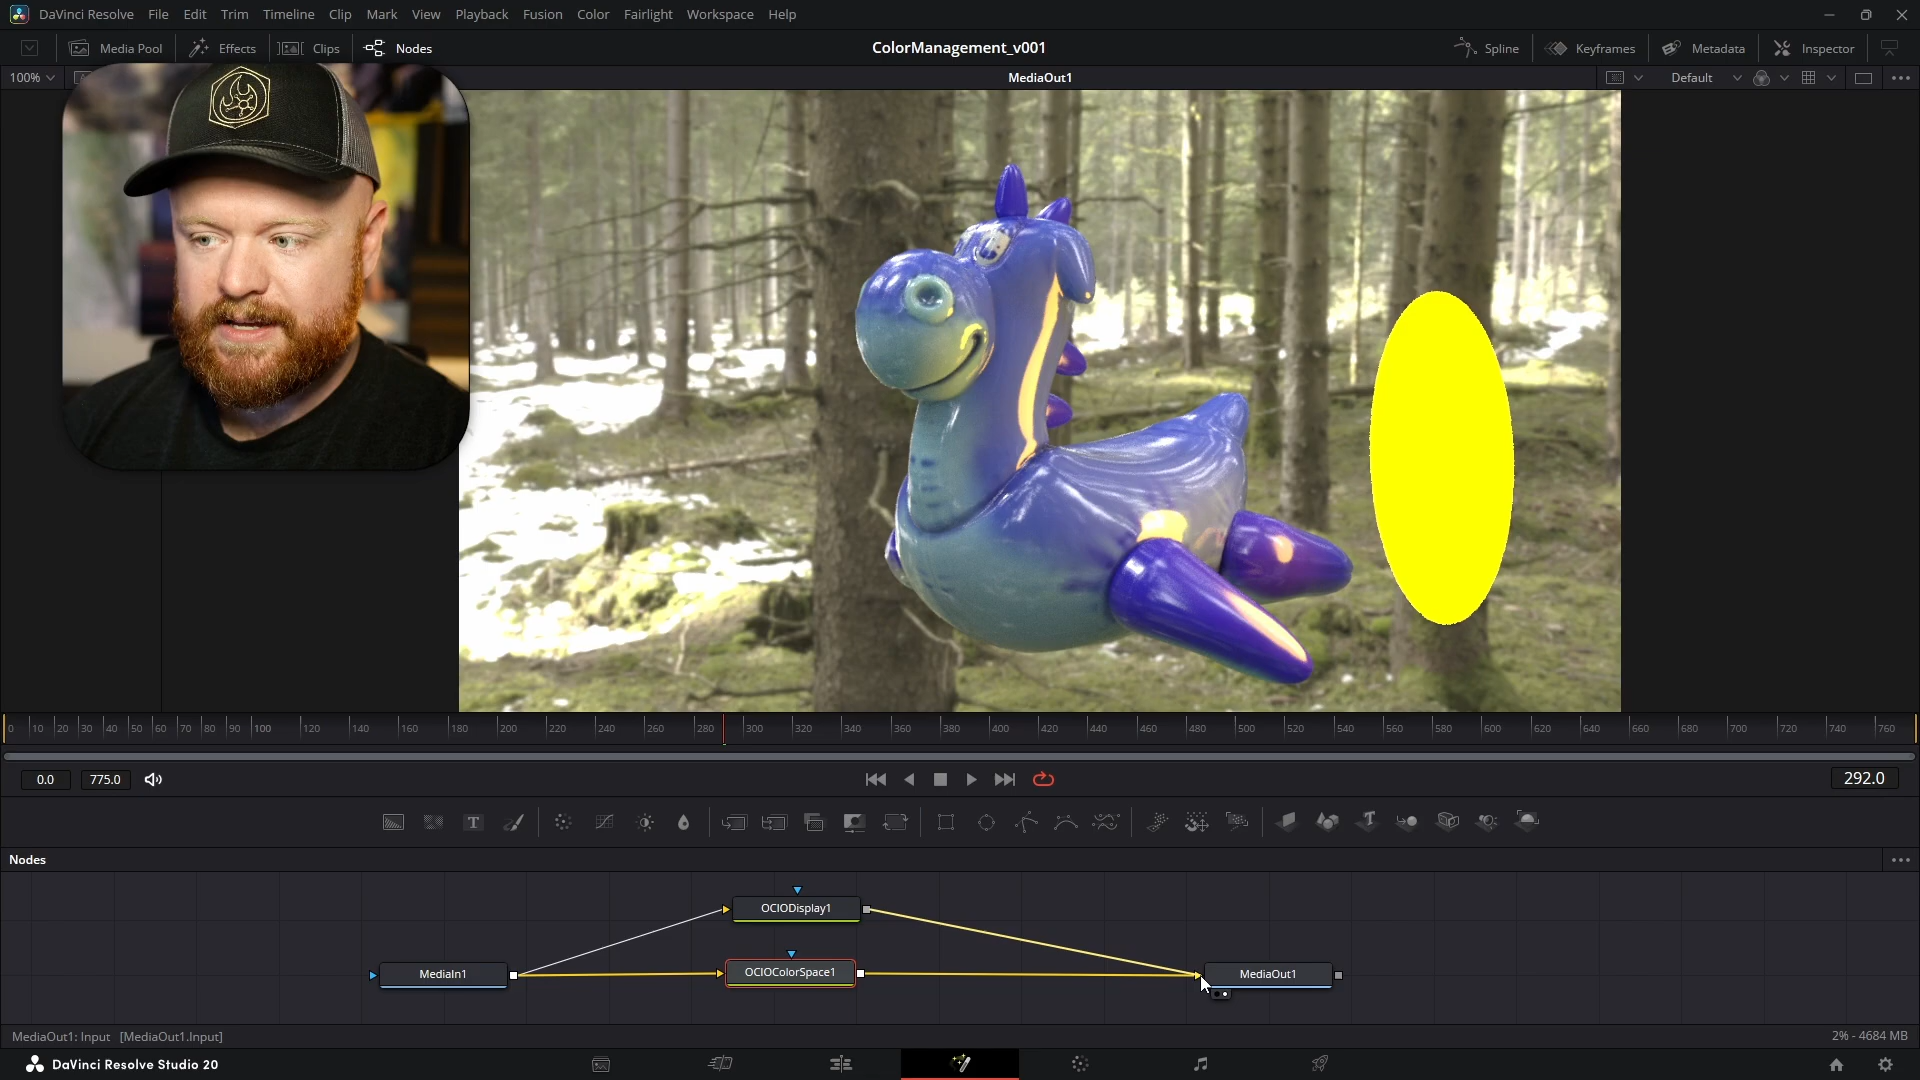 DaVinci Resolve File Edit Trim Timeline Clip Mark View Playback Fusion Color Fairlight Workspace Help
Media Pool Effects Clips Nodes ColorManagement_v001 Spline Keyframes Metadata Inspector
100% MediaOut1 Default
0 10 20 30 40 50 60 70 80 90 100 120 140 160 180 200 220 240 260 280 300 320 340 360 380 400 420 440 460 480 500 520 540 560 580 600 620 640 660 680 700 720 740 760
0.0 775.0 292.0
T T
Nodes
OCIODisplay1
MediaIn1 OCIOColorSpace1 MediaOut1
MediaOut1: Input [MediaOut1.Input] 2% - 4684 MB
DaVinci Resolve Studio 20